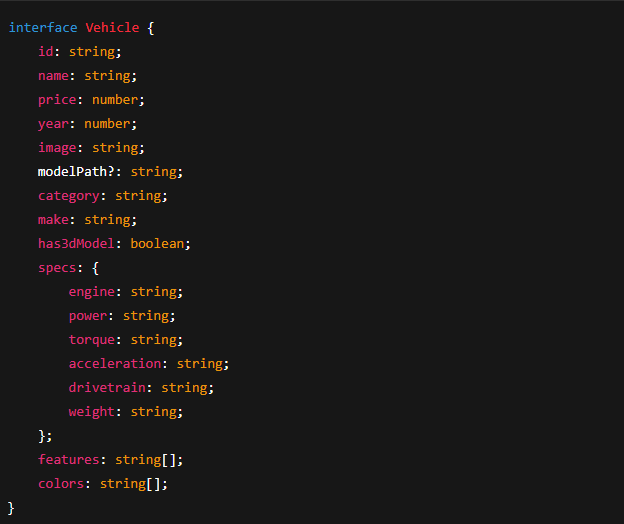 interface Vehicle {
    id: string;
    name: string;
    price: number;
    year: number;
    image: string;
    modelPath?: string;
    category: string;
    make: string;
    has3dModel: boolean;
    specs: {
        engine: string;
        power: string;
        torque: string;
        acceleration: string;
        drivetrain: string;
        weight: string;
    };
    features: string[];
    colors: string[];
}